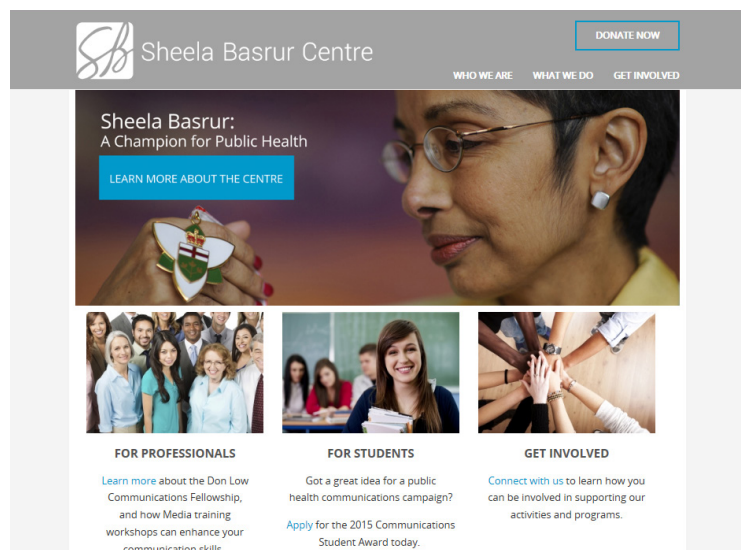 Sb
Sheela Basrur Centre
DONATE NOW
WHO WE ARE
WHAT WE DO
GET INVOLVED
Sheela Basrur:
A Champion for Public Health
LEARN MORE ABOUT THE CENTRE
FOR PROFESSIONALS
Learn more about the Don Low
Communications Fellowship,
and how Media training
workshops can enhance your
communication skills.
FOR STUDENTS
Got a great idea for a public
health communications campaign?
Apply for the 2015 Communications
Student Award today.
GET INVOLVED
Connect with us to learn how you
can be involved in supporting our
activities and programs.